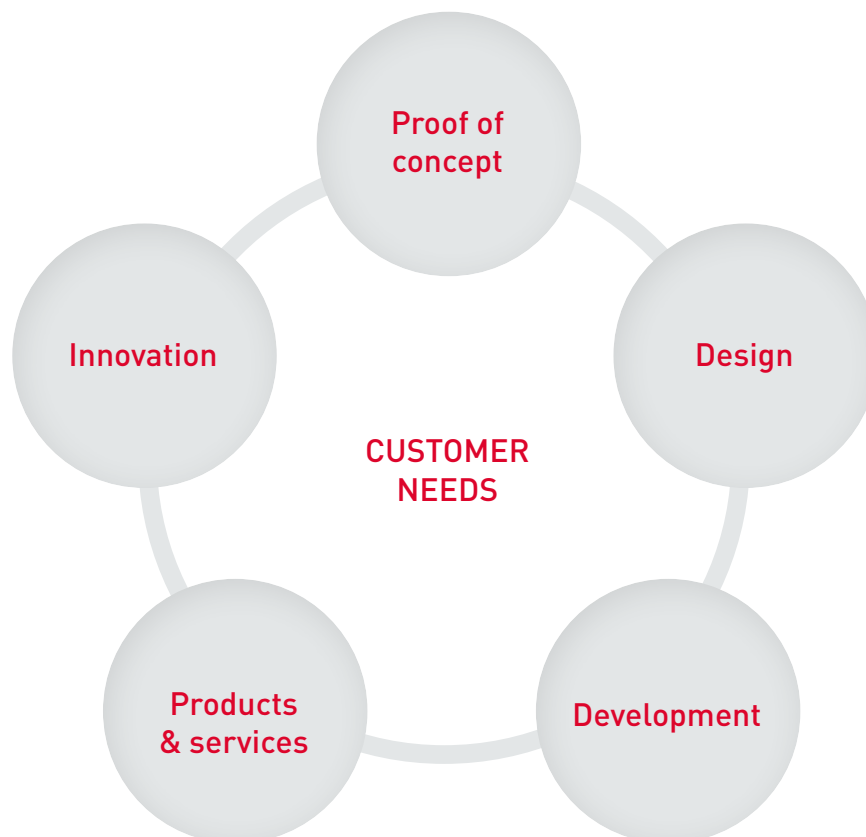 Proof of
concept
Innovation
Design
CUSTOMER
NEEDS
Products
& services
Development